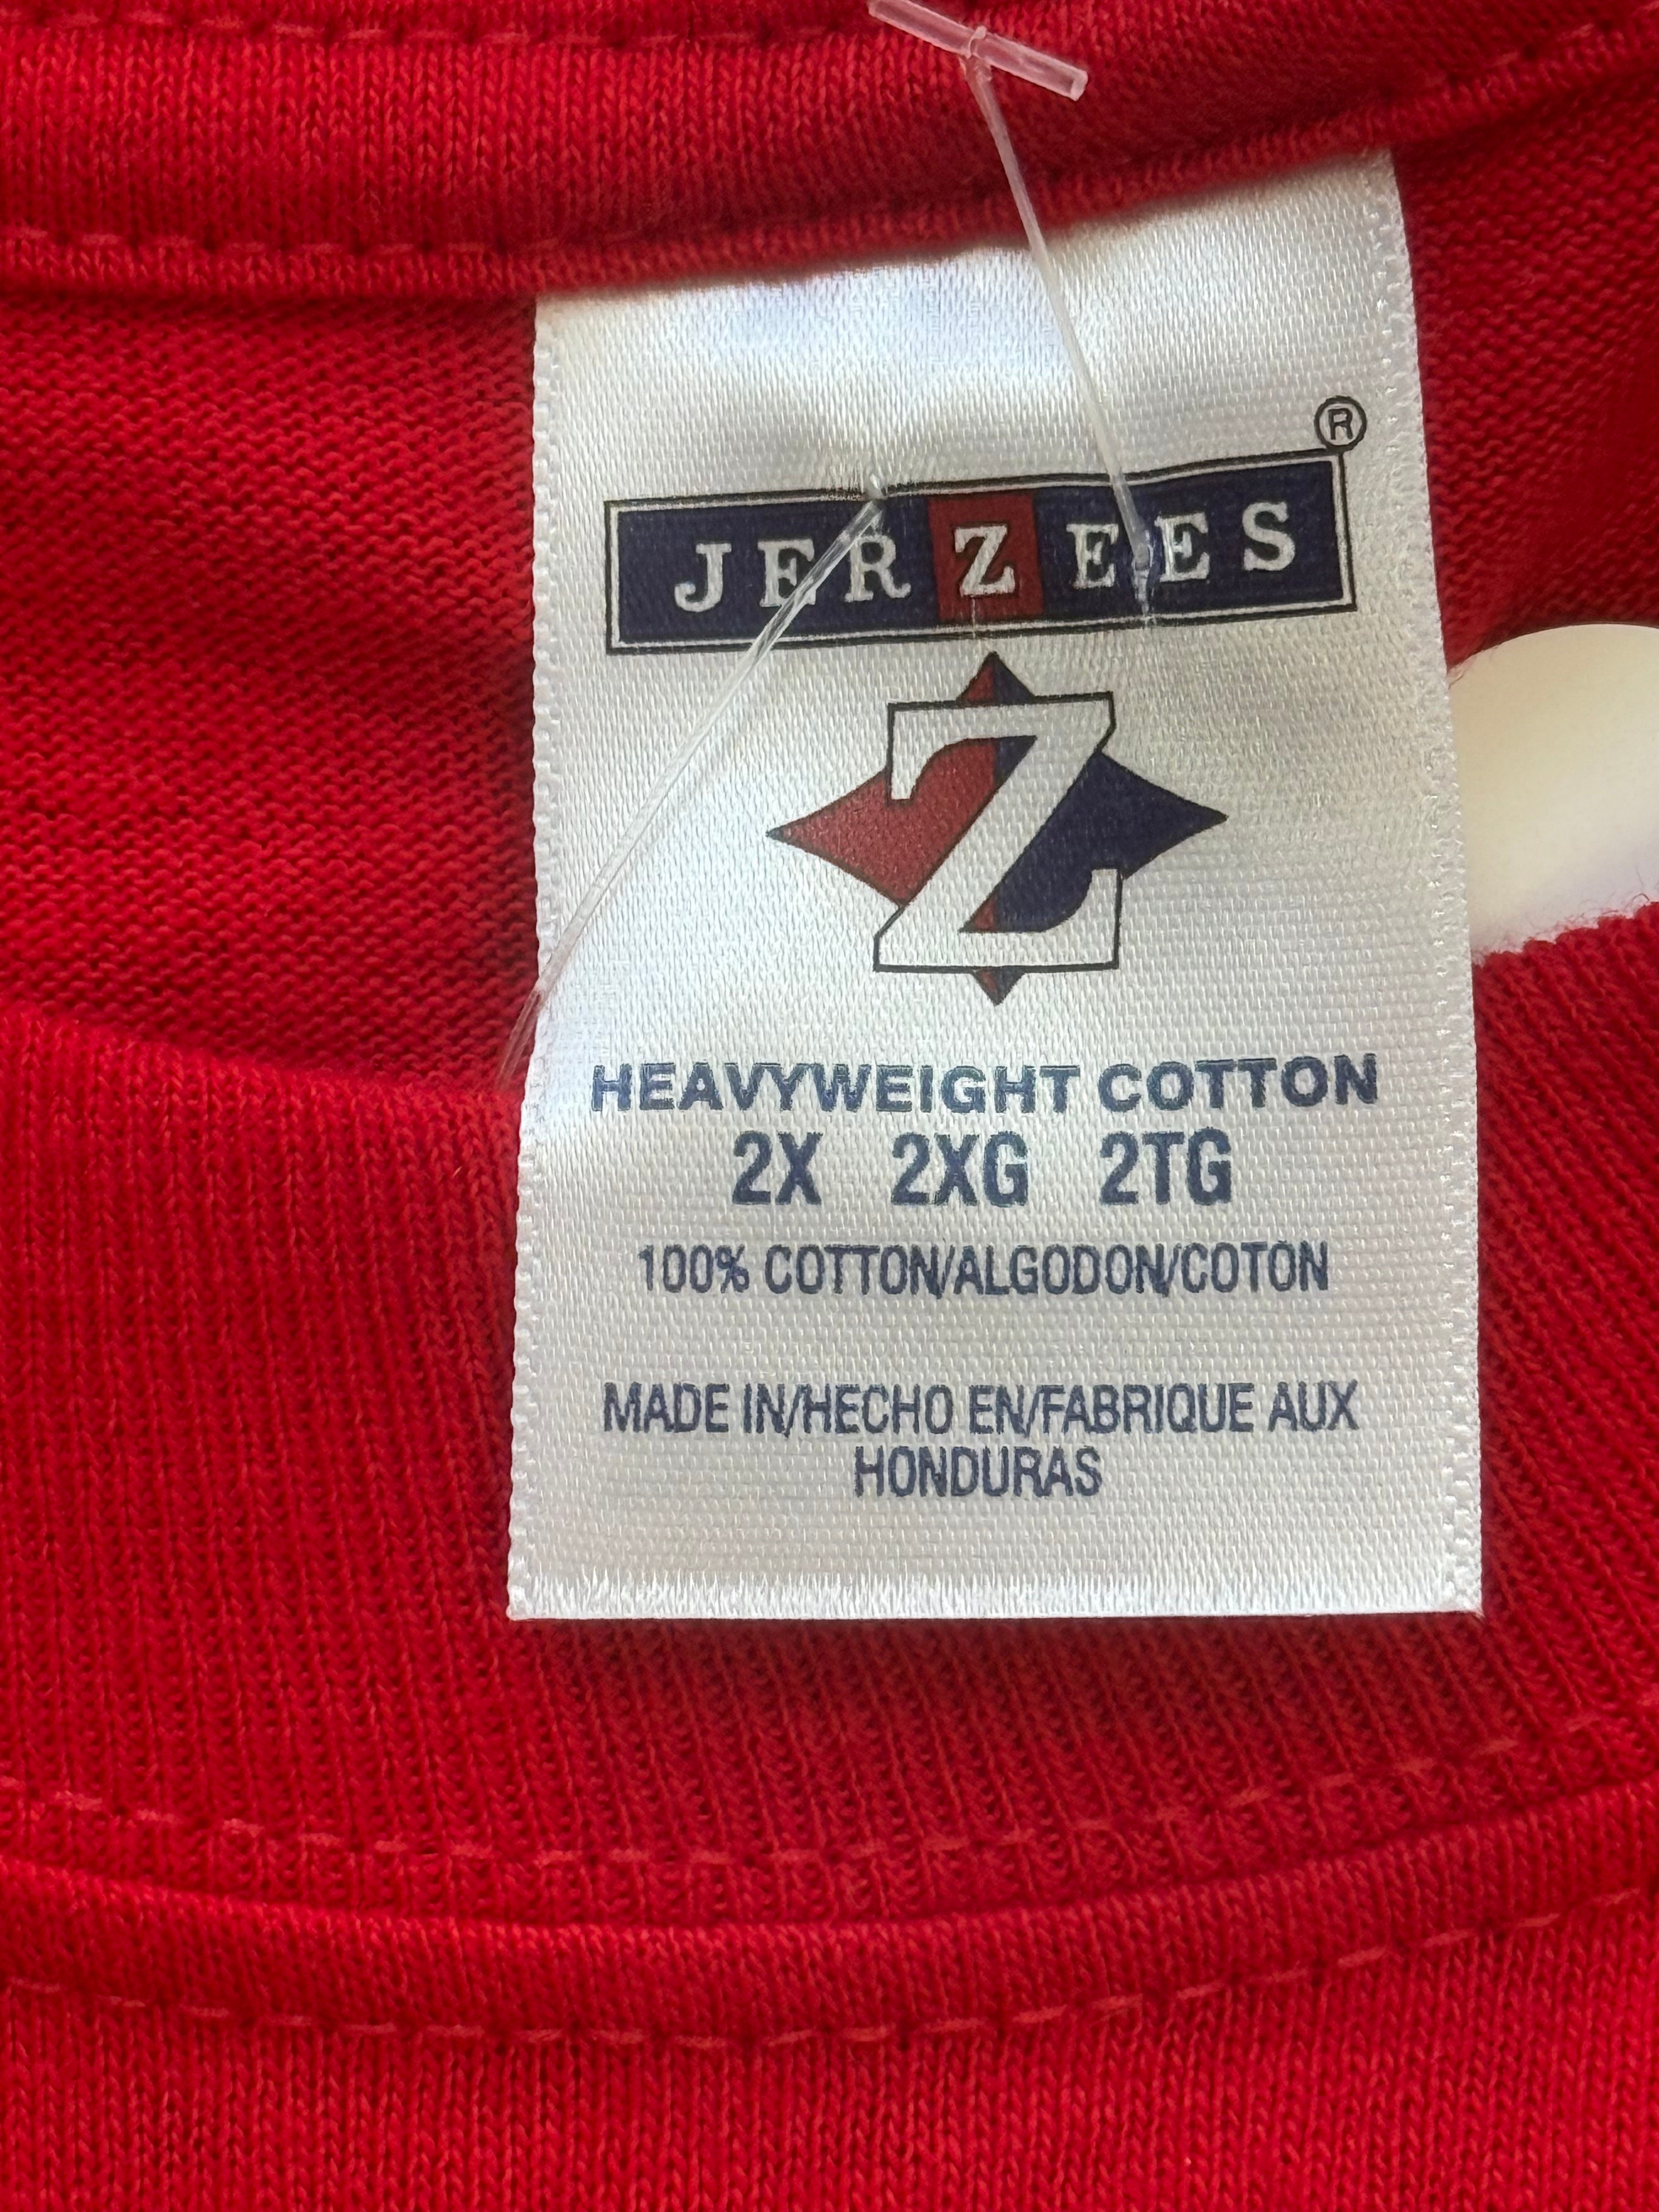 ®
JERZEES
Z
HEAVYWEIGHT COTTON
2X 2XG 2TG
100% COTTON/ALGODON/COTON
MADE IN/HECHO EN/FABRIQUE AUX
HONDURAS